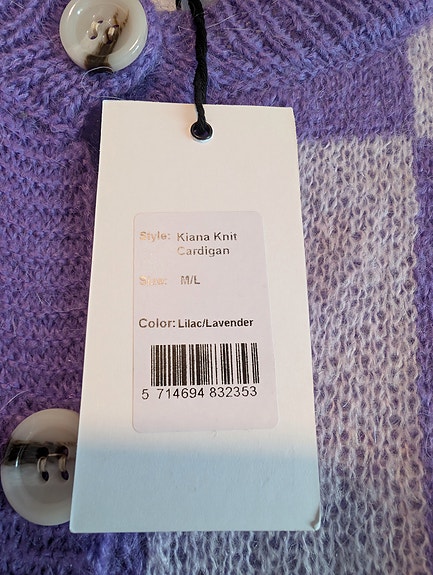 Style: Kiana Knit
Cardigan
Size: M/L
Color: Lilac/Lavender
5 714694 832353